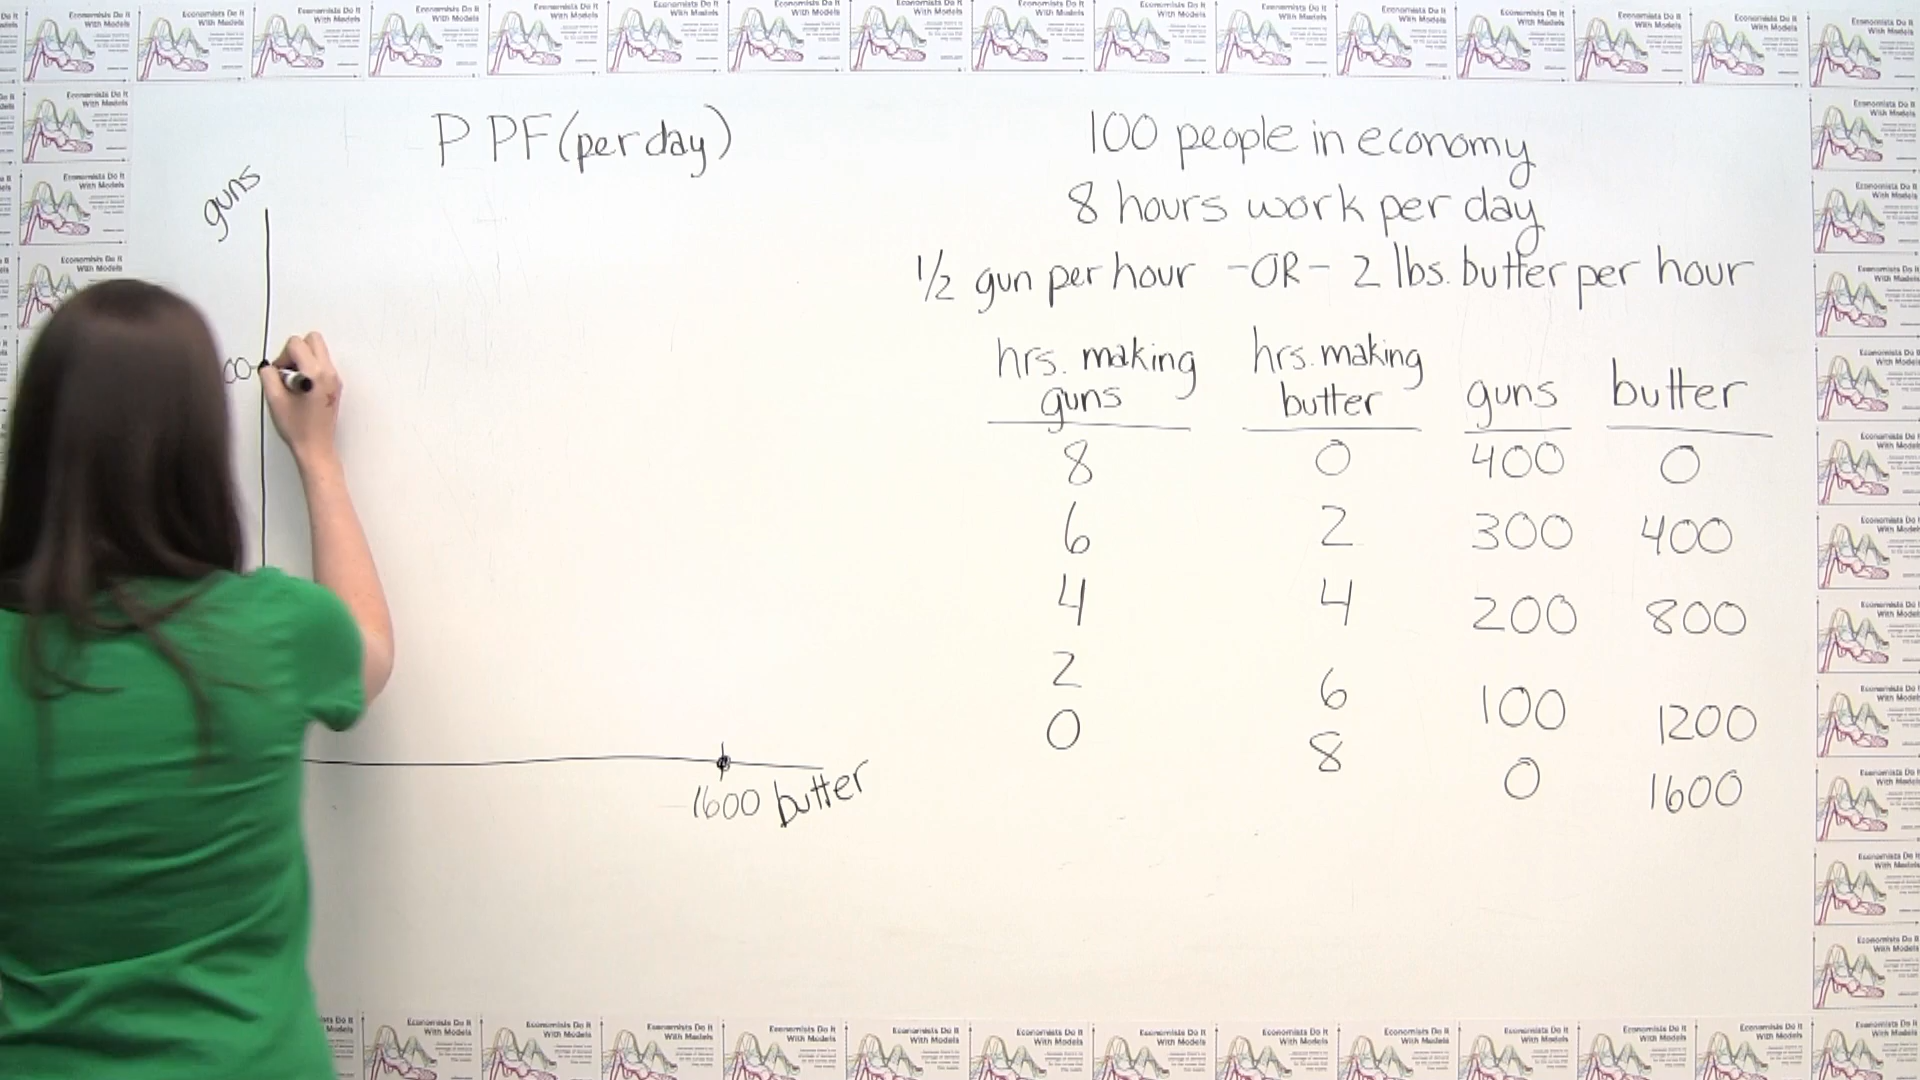 Economists Do It With Models
PPF (per day)
guns
00
1600 butter
100 people in economy
8 hours work per day
1/2 gun per hour -OR- 2 lbs. butter per hour
hrs. making guns	hrs. making butter	guns	butter
8	0	400	0
6	2	300	400
4	4	200	800
2	6	100	1200
0	8	0	1600